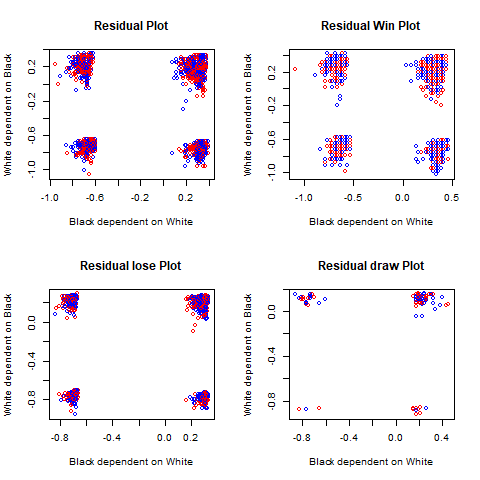 Residual Plot
White dependent on Black
0.2
-0.2
-0.6
-1.0
-1.0 -0.6 -0.2 0.2
Black dependent on White
Residual Win Plot
White dependent on Black
0.2
-0.2
-0.6
-1.0
-1.0 -0.5 0.0 0.5
Black dependent on White
Residual lose Plot
White dependent on Black
0.0
-0.4
-0.8
-0.8 -0.4 0.0 0.2
Black dependent on White
Residual draw Plot
White dependent on Black
0.0
-0.4
-0.8
-0.8 -0.4 0.0 0.4
Black dependent on White